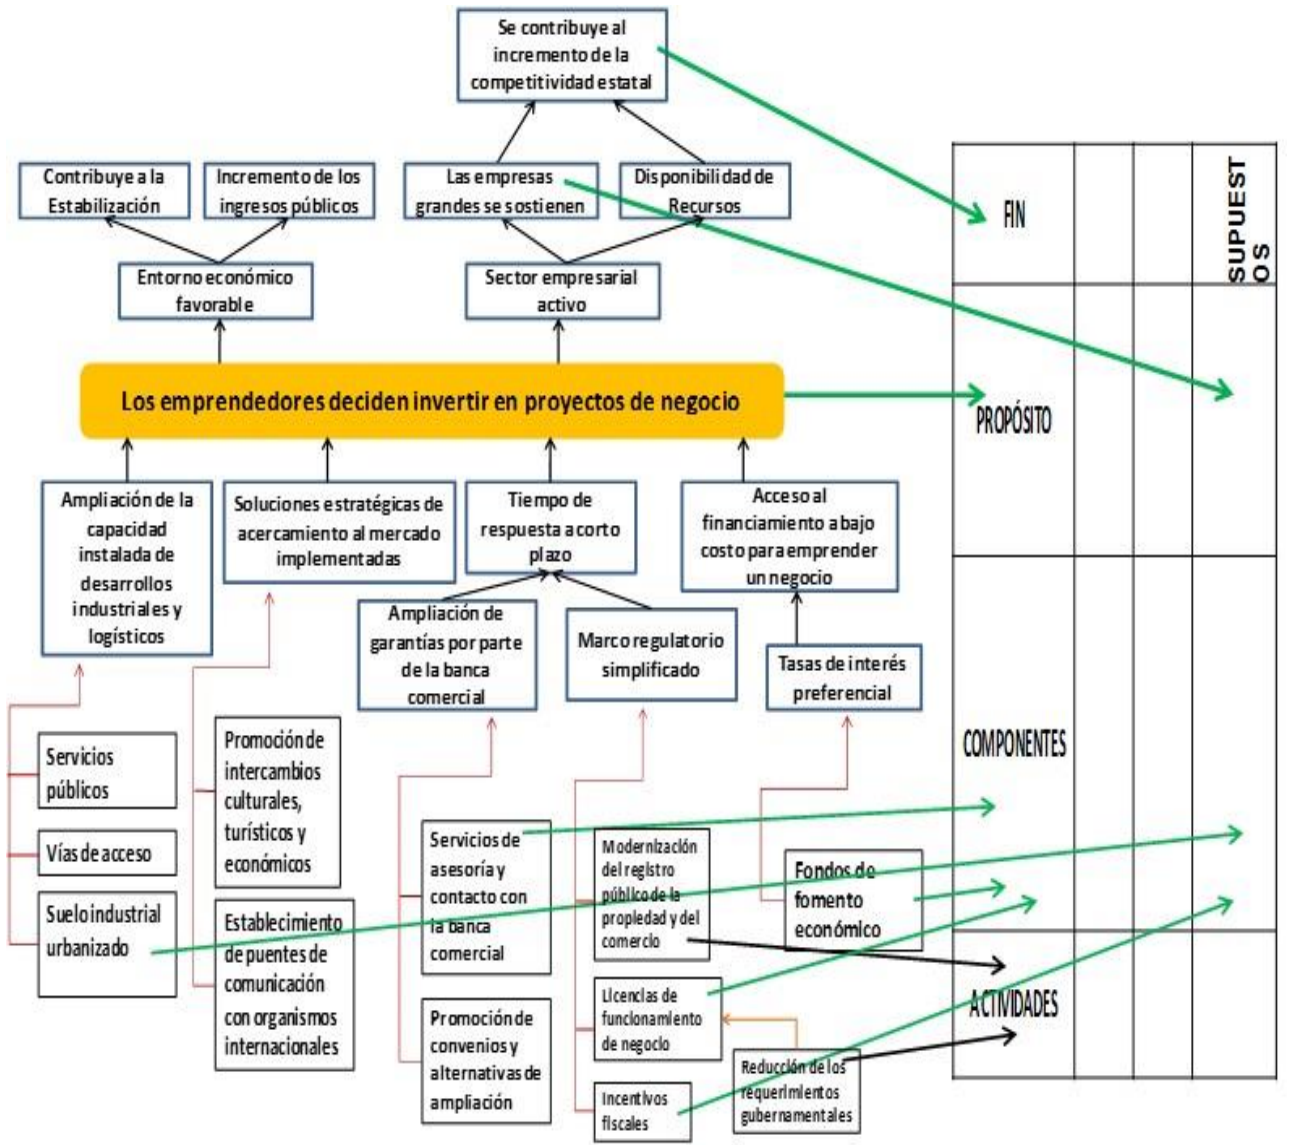 Se contribuye al
incremento de la
competitividad estatal
Contribuye a la
Estabilización
Incremento de los
ingresos públicos
Las empresas
grandes se sostienen
Disponibilidad de
Recursos
Entorno económico
favorable
Sector empresarial
activo
Los emprendedores deciden invertir en proyectos de negocio
Ampliación de la
capacidad
instalada de
desarrollos
industriales y
logísticos
Soluciones estratégicas de
acercamiento al mercado
implementadas
Tiempo de
respuesta a corto
plazo
Acceso al
financiamiento a bajo
costo para emprender
un negocio
Ampliación de
garantías por parte
de la banca
comercial
Marco regulatorio
simplificado
Tasas de interés
preferencial
Servicios
públicos
Vías de acceso
Suelo industrial
urbanizado
Promoción de
intercambios
culturales,
turísticos y
económicos
Establecimiento
de puentes de
comunicación
con organismos
internacionales
Servicios de
asesoría y
contacto con
la banca
comercial
Promoción de
convenios y
alternativas de
ampliación
Modernización
del registro
público de la
propiedad y del
comercio
Licencias de
funcionamiento
de negocio
Incentivos
fiscales
Fondos de
fomento
económico
Reducción de los
requerimientos
gubernamentales
FIN
SUPUEST
OS
PROPÓSITO
COMPONENTES
ACTIVIDADES